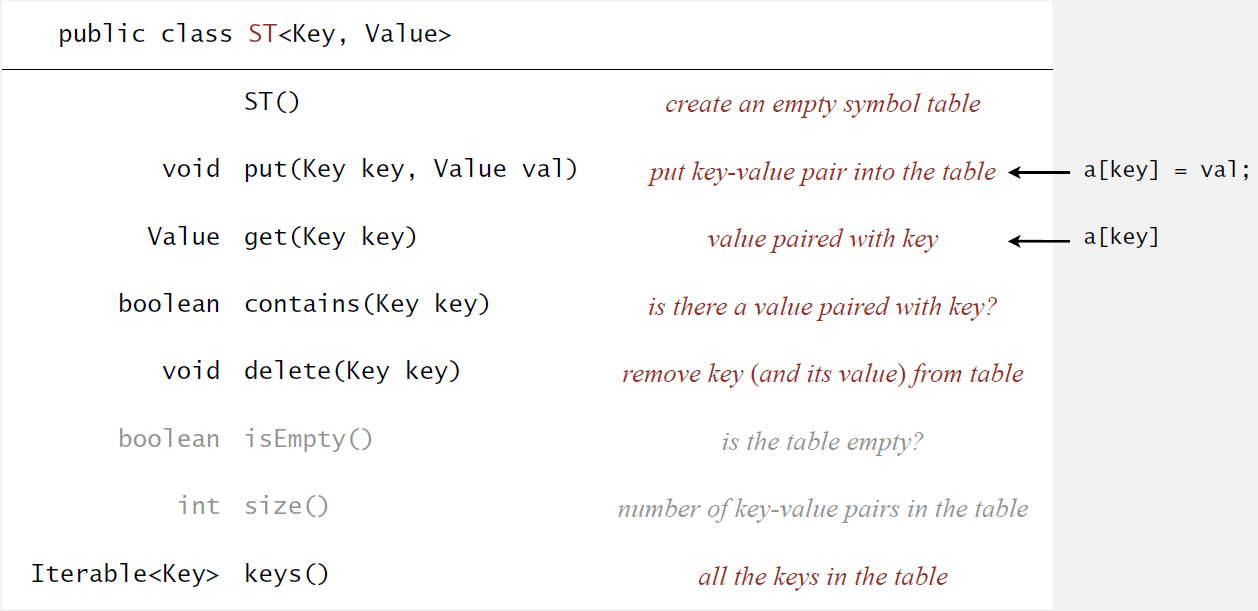 public class ST<Key, Value>
ST() create an empty symbol table
void put(Key key, Value val) put key-value pair into the table a[key] = val;
Value get(Key key) value paired with key a[key]
boolean contains(Key key) is there a value paired with key?
void delete(Key key) remove key (and its value) from table
boolean isEmpty() is the table empty?
int size() number of key-value pairs in the table
Iterable<Key> keys() all the keys in the table